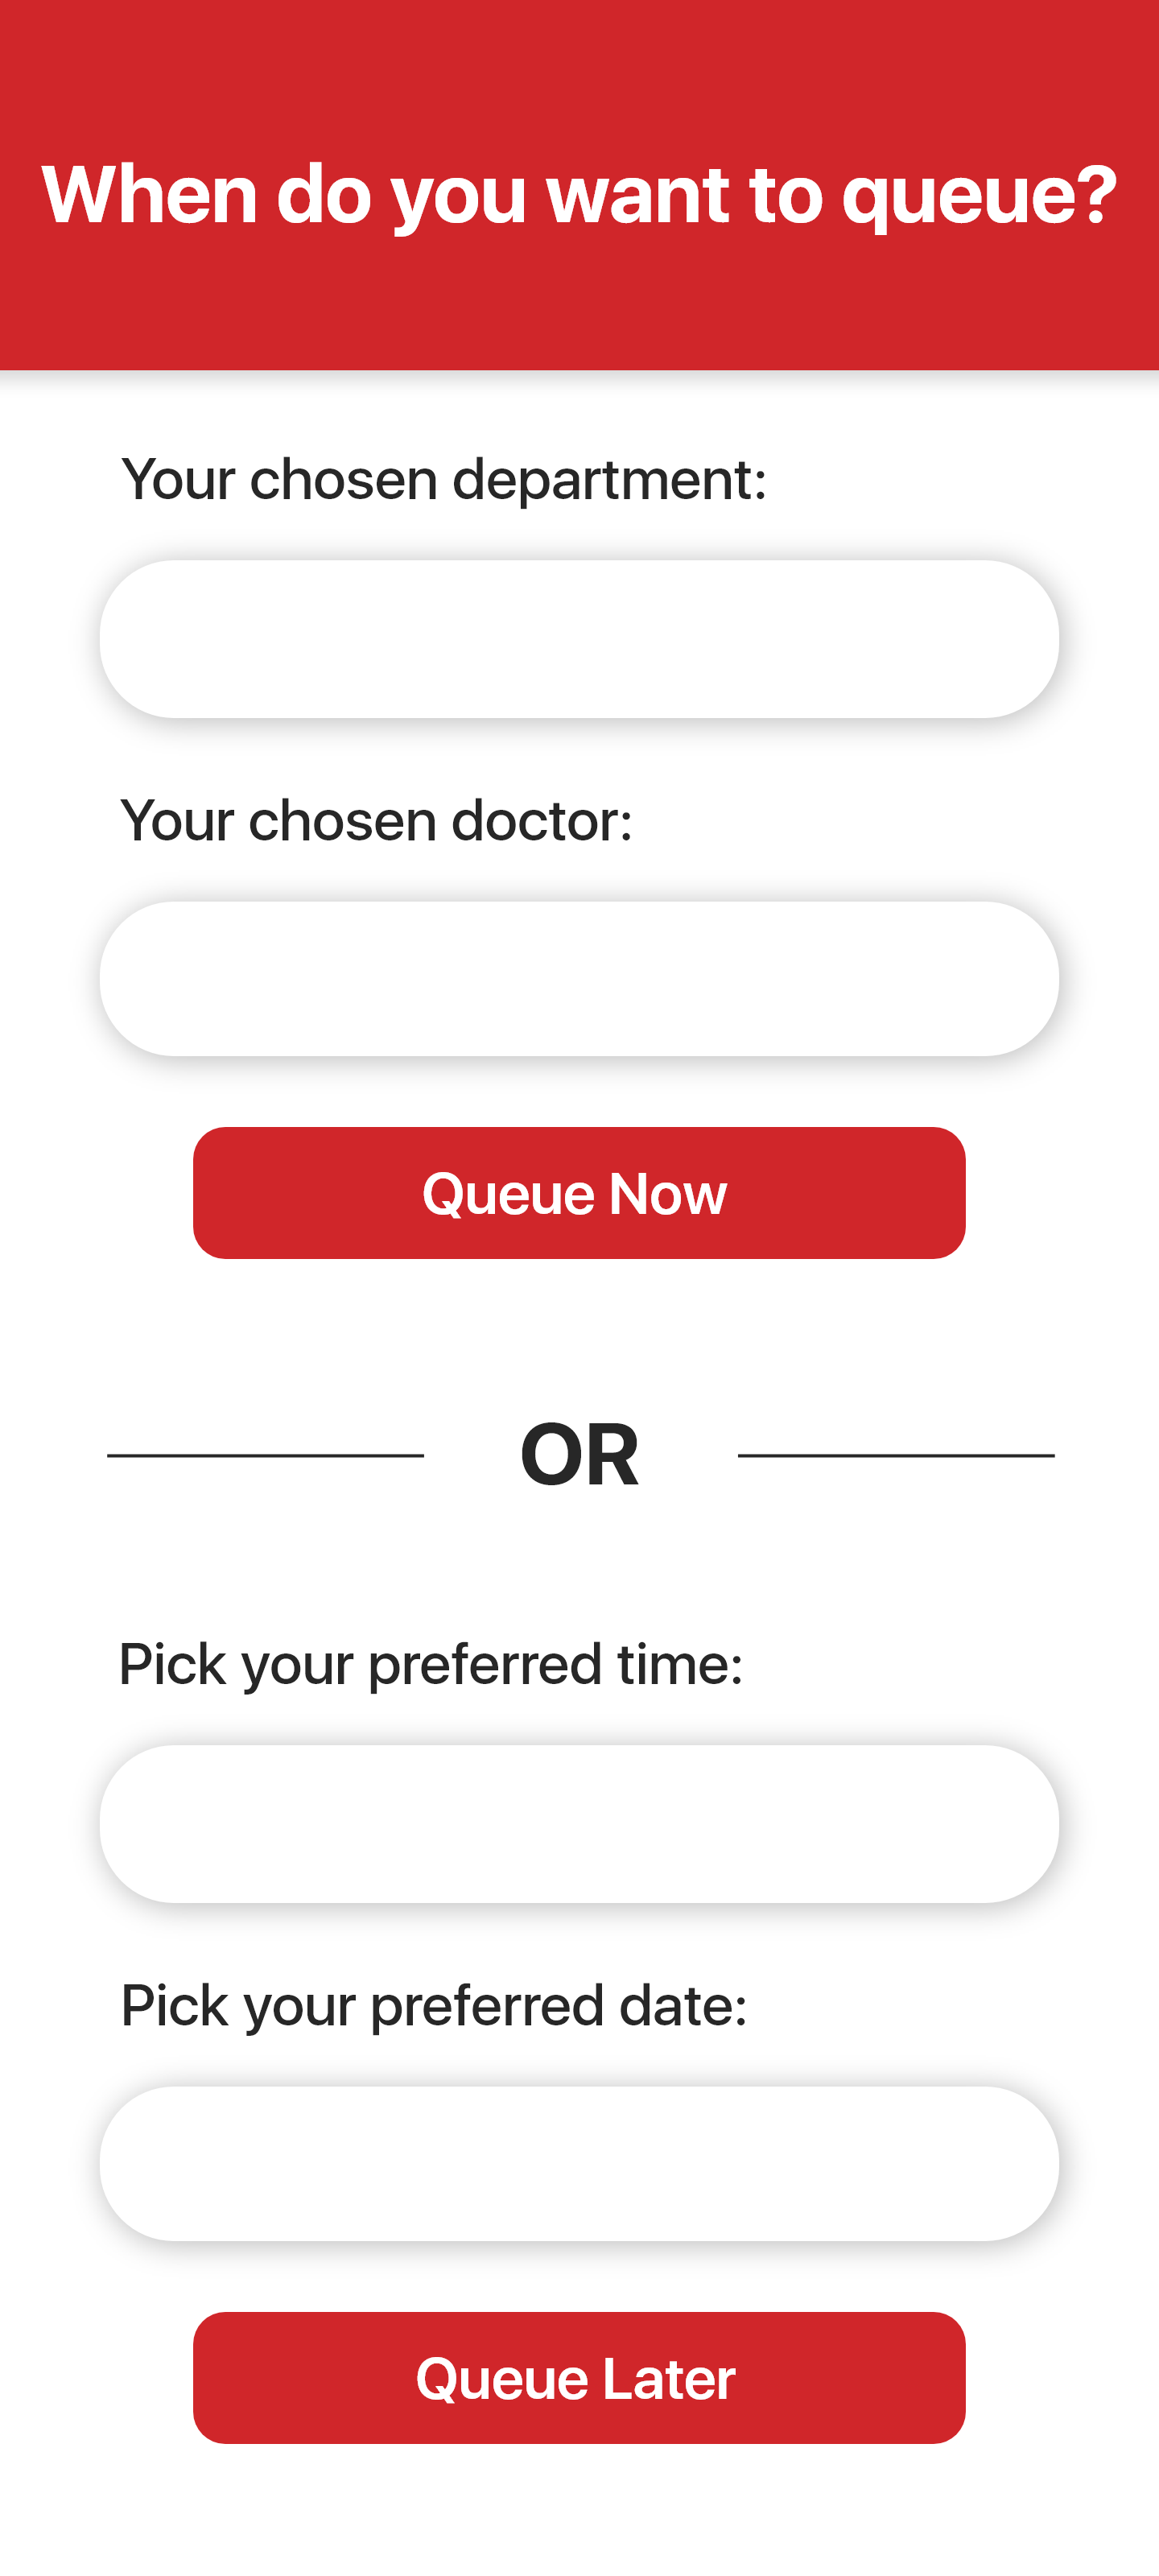 When do you want to queue?
Your chosen department:
Your chosen doctor:
Queue Now
OR
Pick your preferred time:
Pick your preferred date:
Queue Later